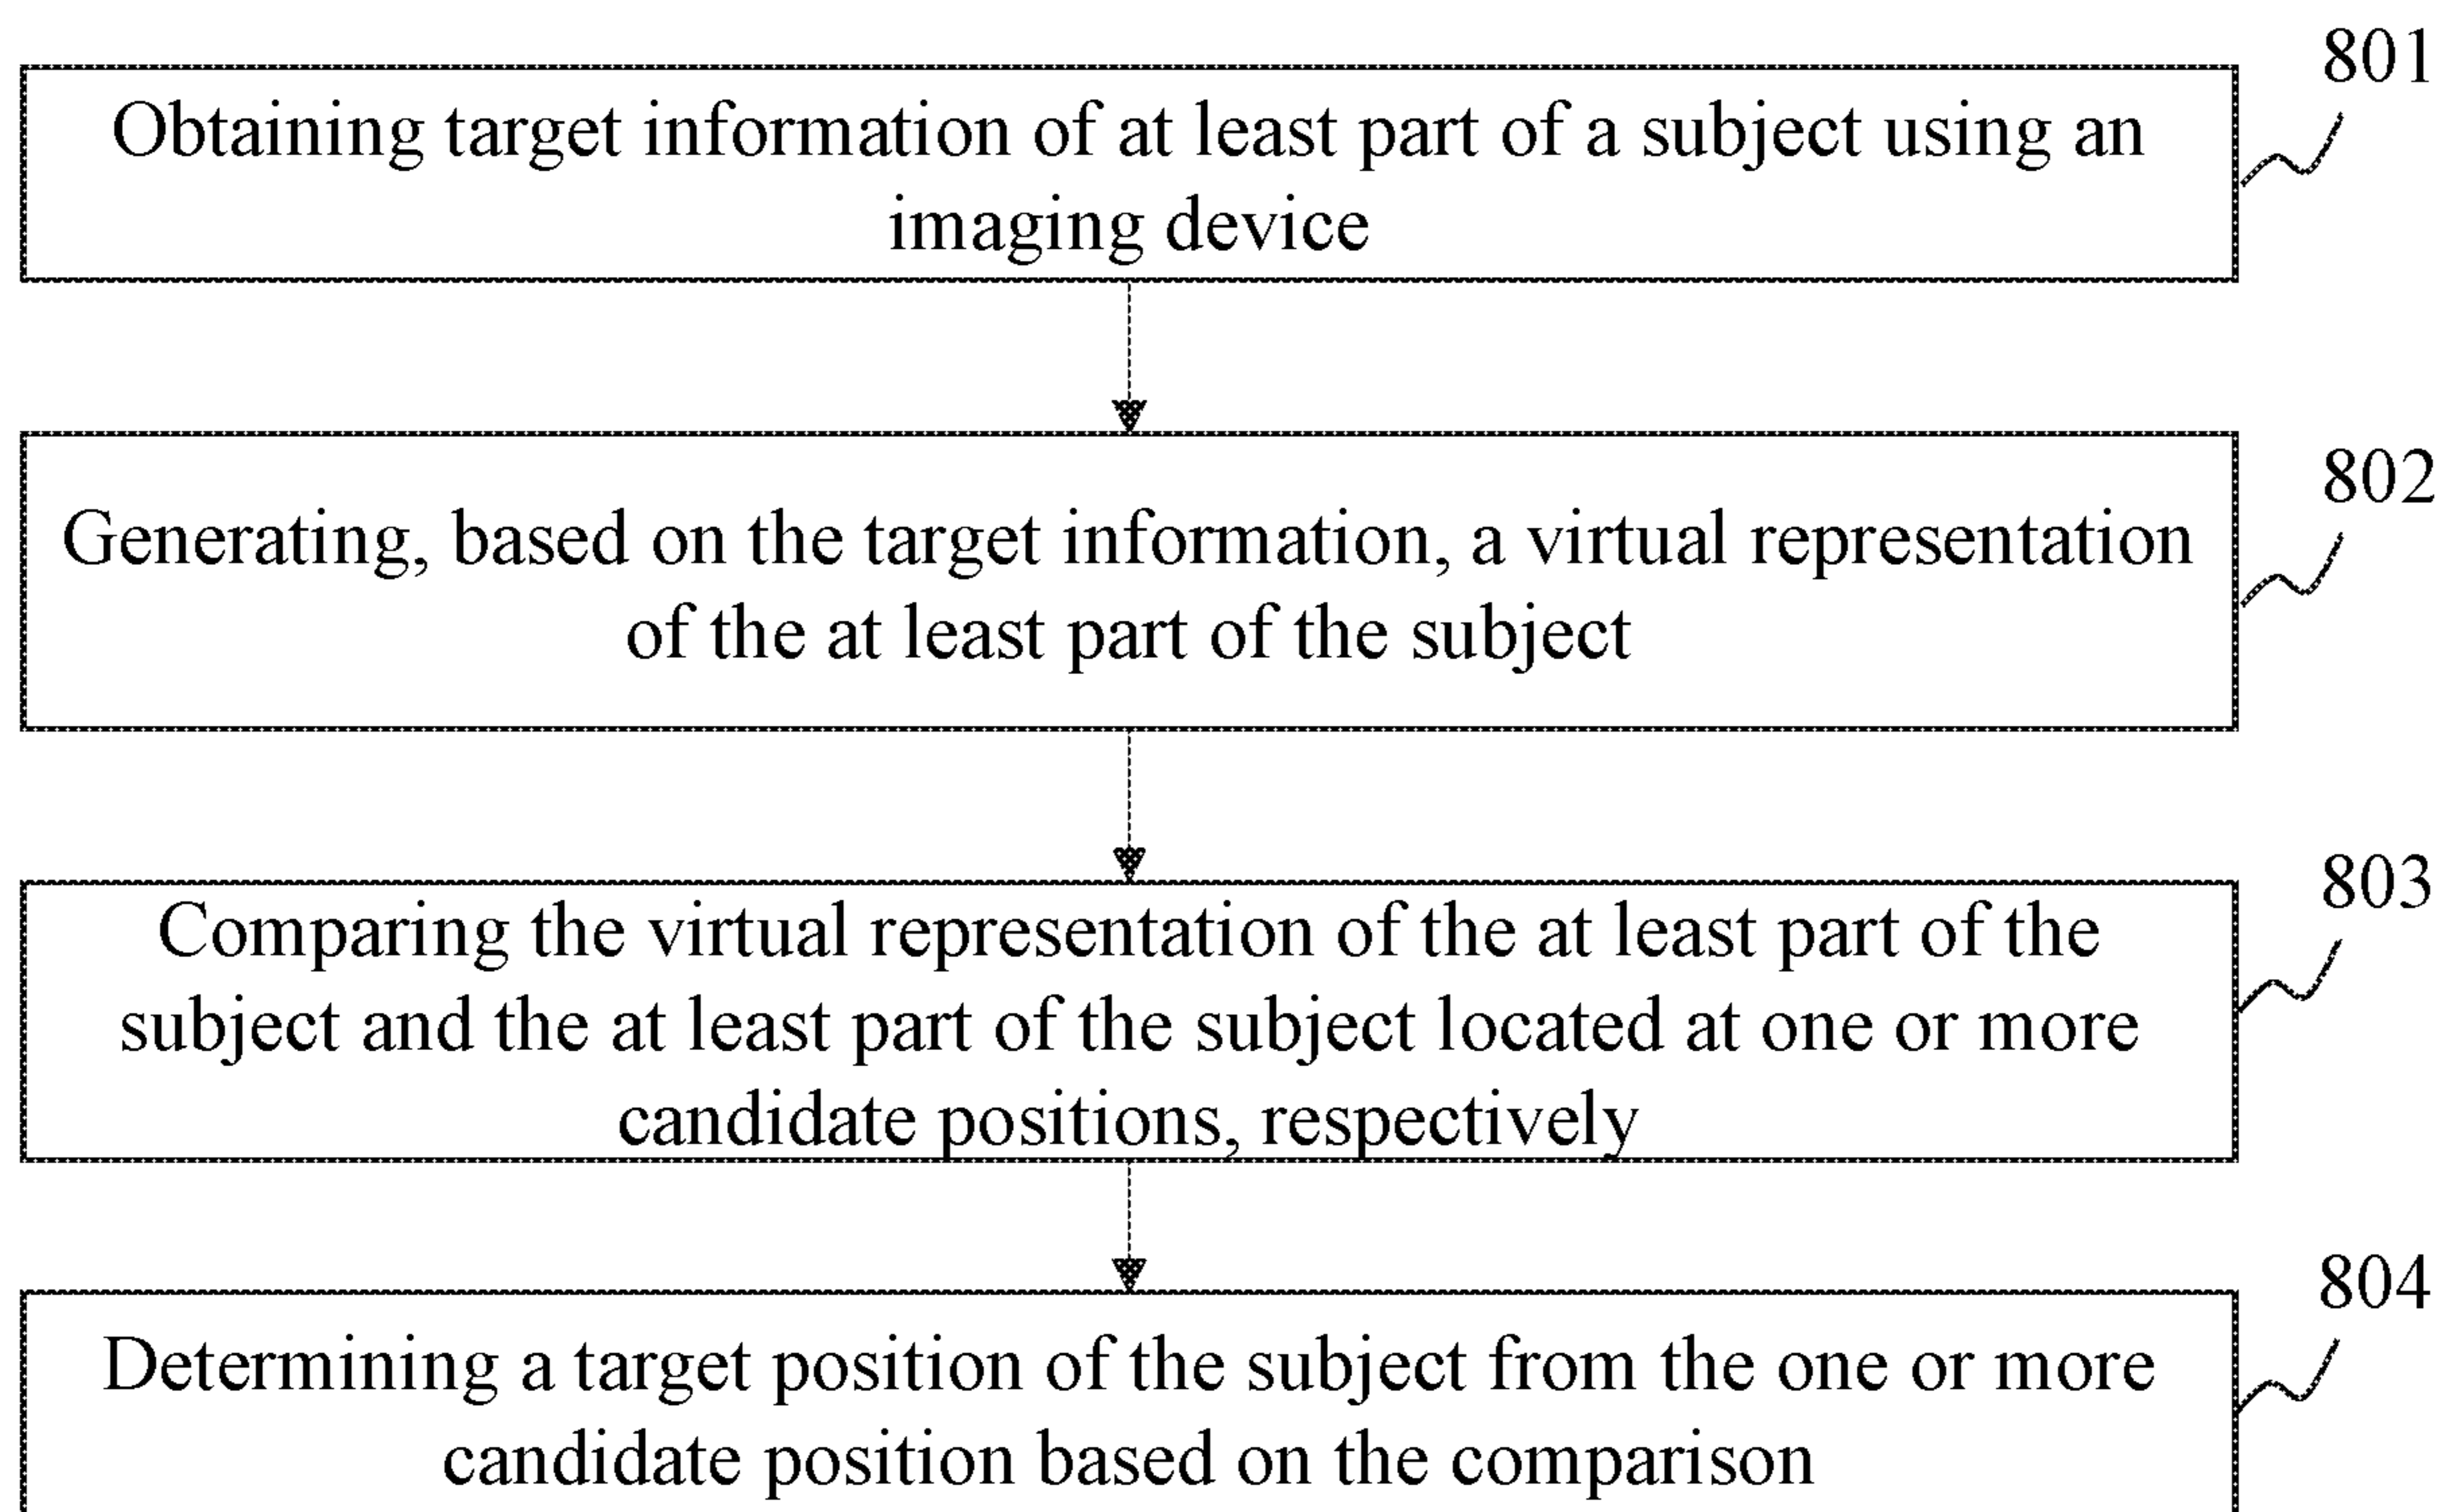 801
Obtaining target information of at least part of a subject using an
imaging device
802
Generating, based on the target information, a virtual representation
of the at least part of the subject
803
Comparing the virtual representation of the at least part of the
subject and the at least part of the subject located at one or more
candidate positions, respectively
804
Determining a target position of the subject from the one or more
candidate position based on the comparison